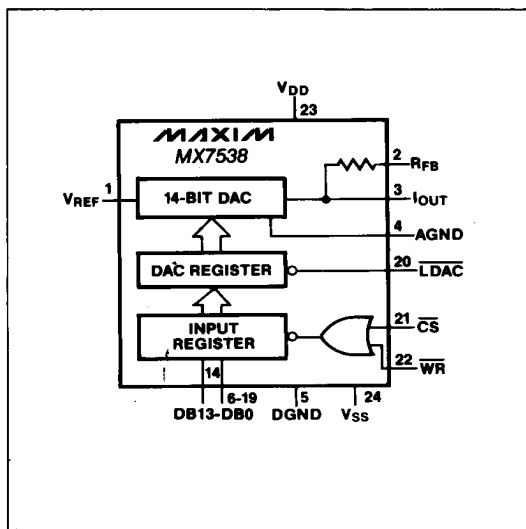 VDD
23
MAXIM
MX7538
1
VREF
14-BIT DAC
2
RFB
3
IOUT
4
AGND
DAC REGISTER
20
LDAC
INPUT
REGISTER
21
CS
22
WR
14
6-19
5
24
DB13-DB0
DGND
VSS